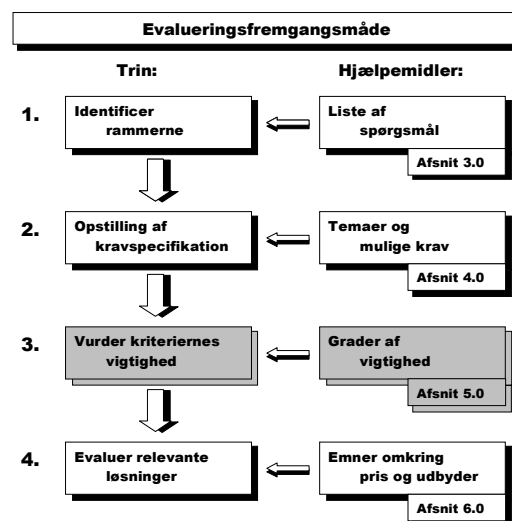 Evalueringsfremgangsmåde
Trin:
Hjælpemidler:
1.
Identificer
rammerne
Liste af
spørgsmål
Afsnit 3.0
2.
Opstilling af
kravspecifikation
Temaer og
mulige krav
Afsnit 4.0
3.
Vurder kriteriernes
vigtighed
Grader af
vigtighed
Afsnit 5.0
4.
Evaluer relevante
løsninger
Emner omkring
pris og udbyder
Afsnit 6.0